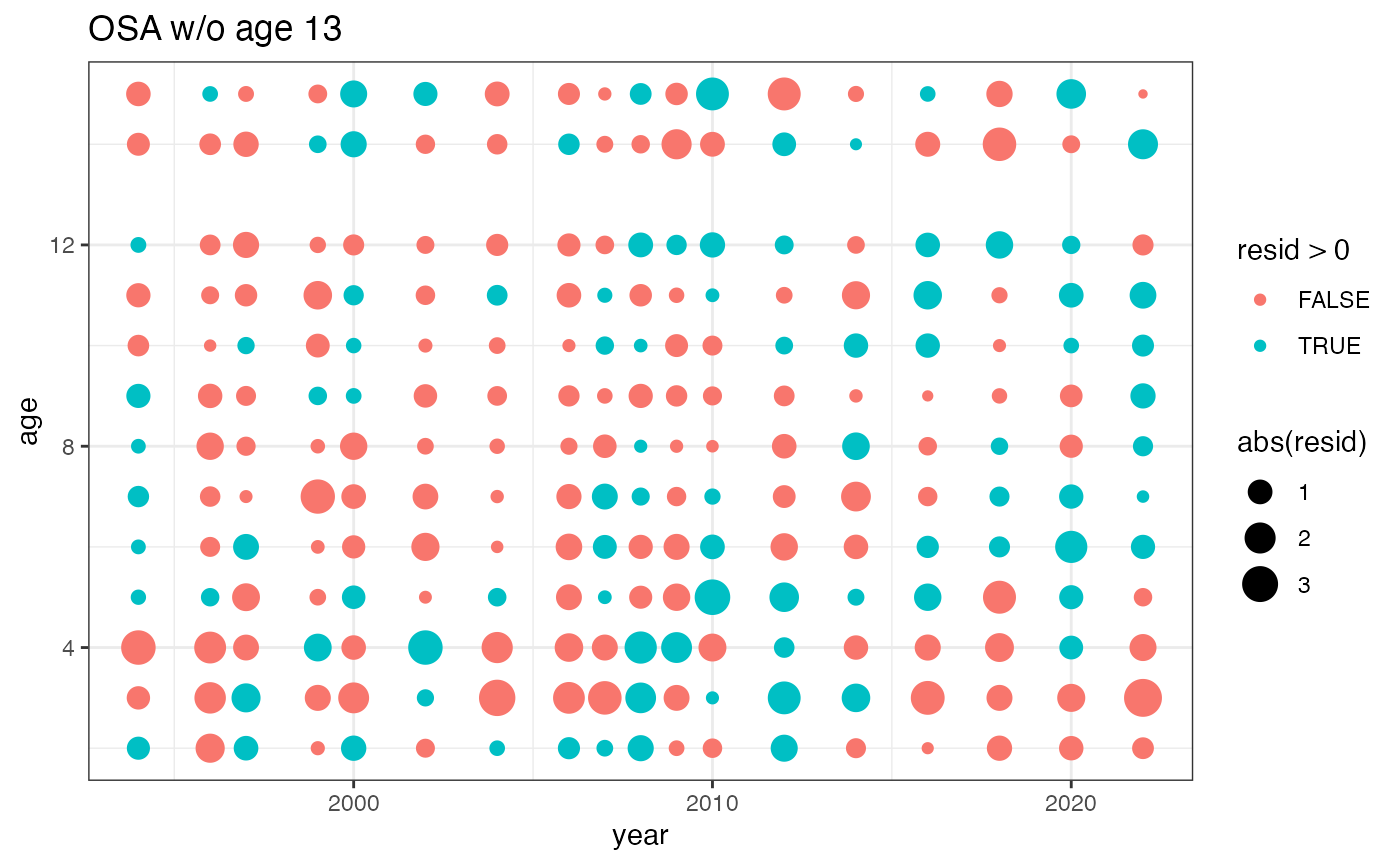 OSA w/o age 13
age
12
8
4
2000
2010
2020
year
resid > 0
FALSE
TRUE
abs(resid)
1
2
3